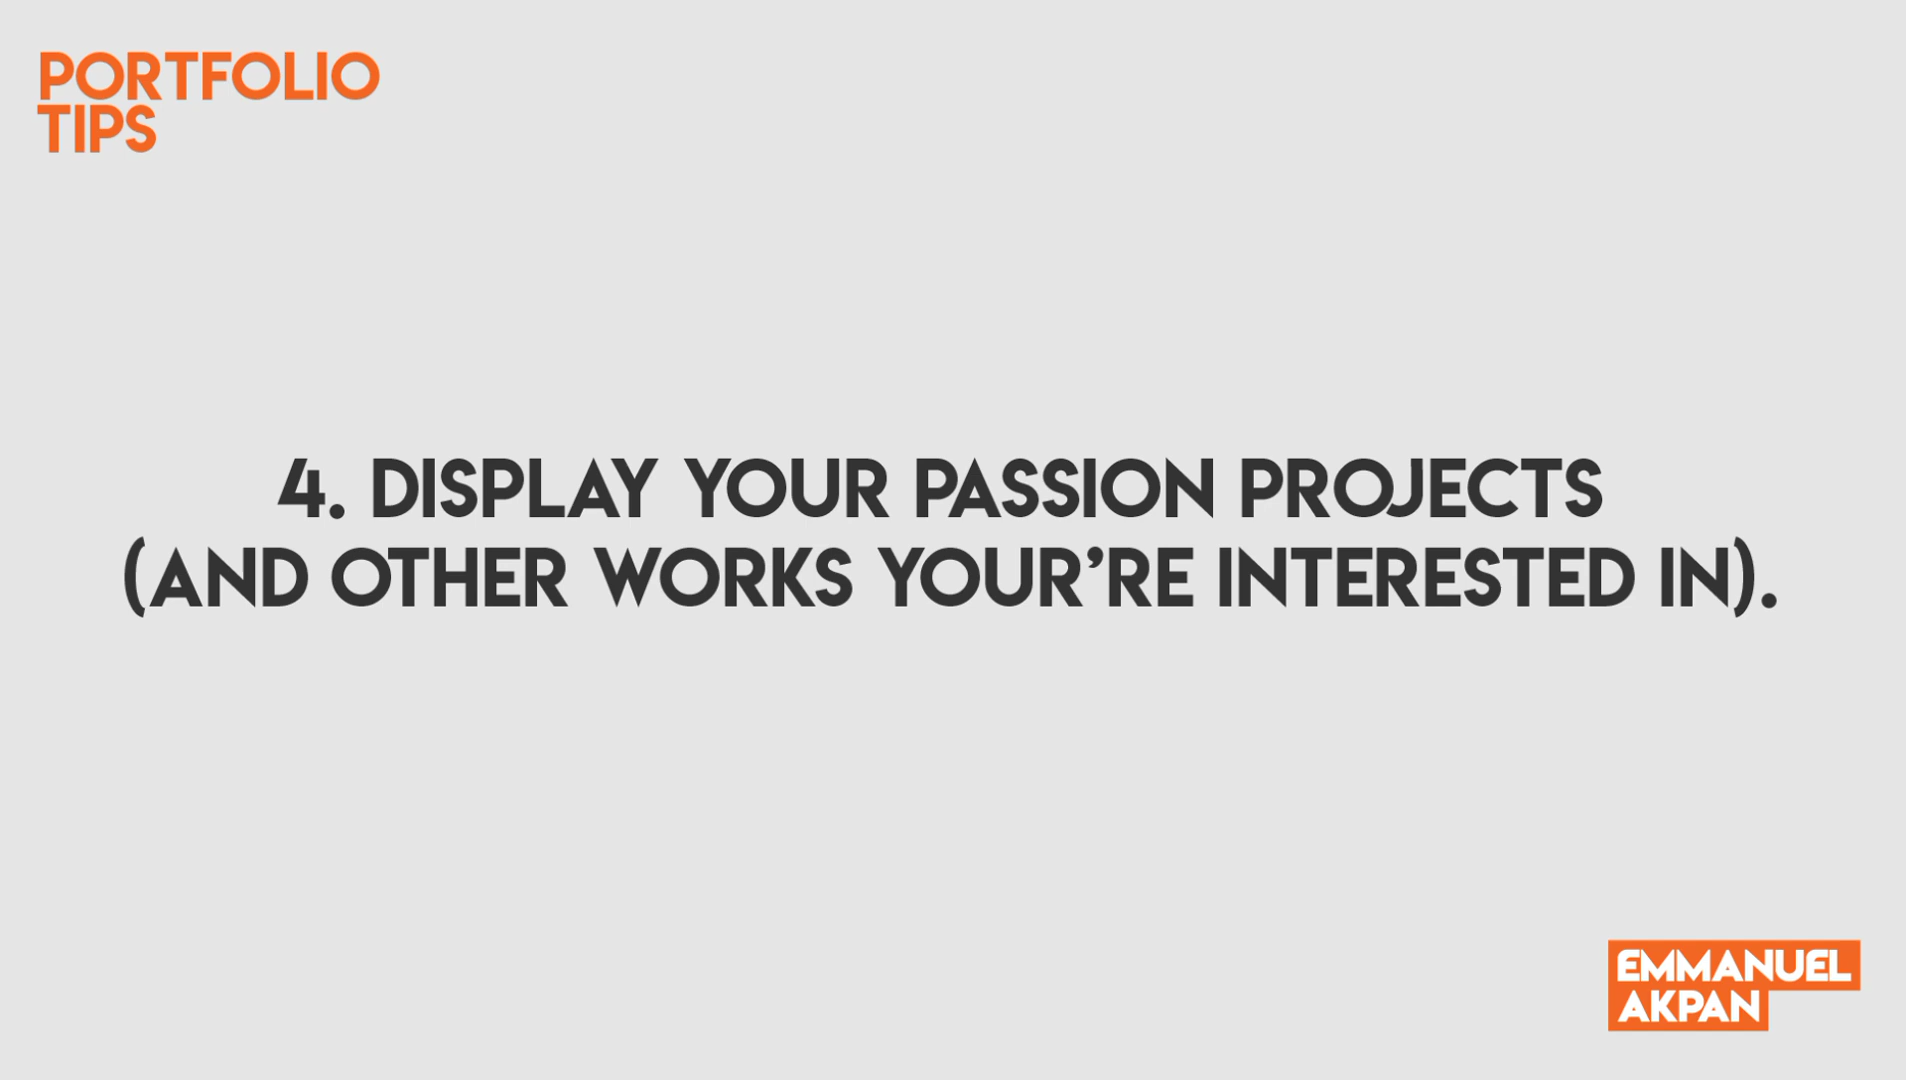 PORTFOLIO
TIPS
4. DISPLAY YOUR PASSION PROJECTS
(AND OTHER WORKS YOUR'RE INTERESTED IN).
EMMANUEL
AKPAN